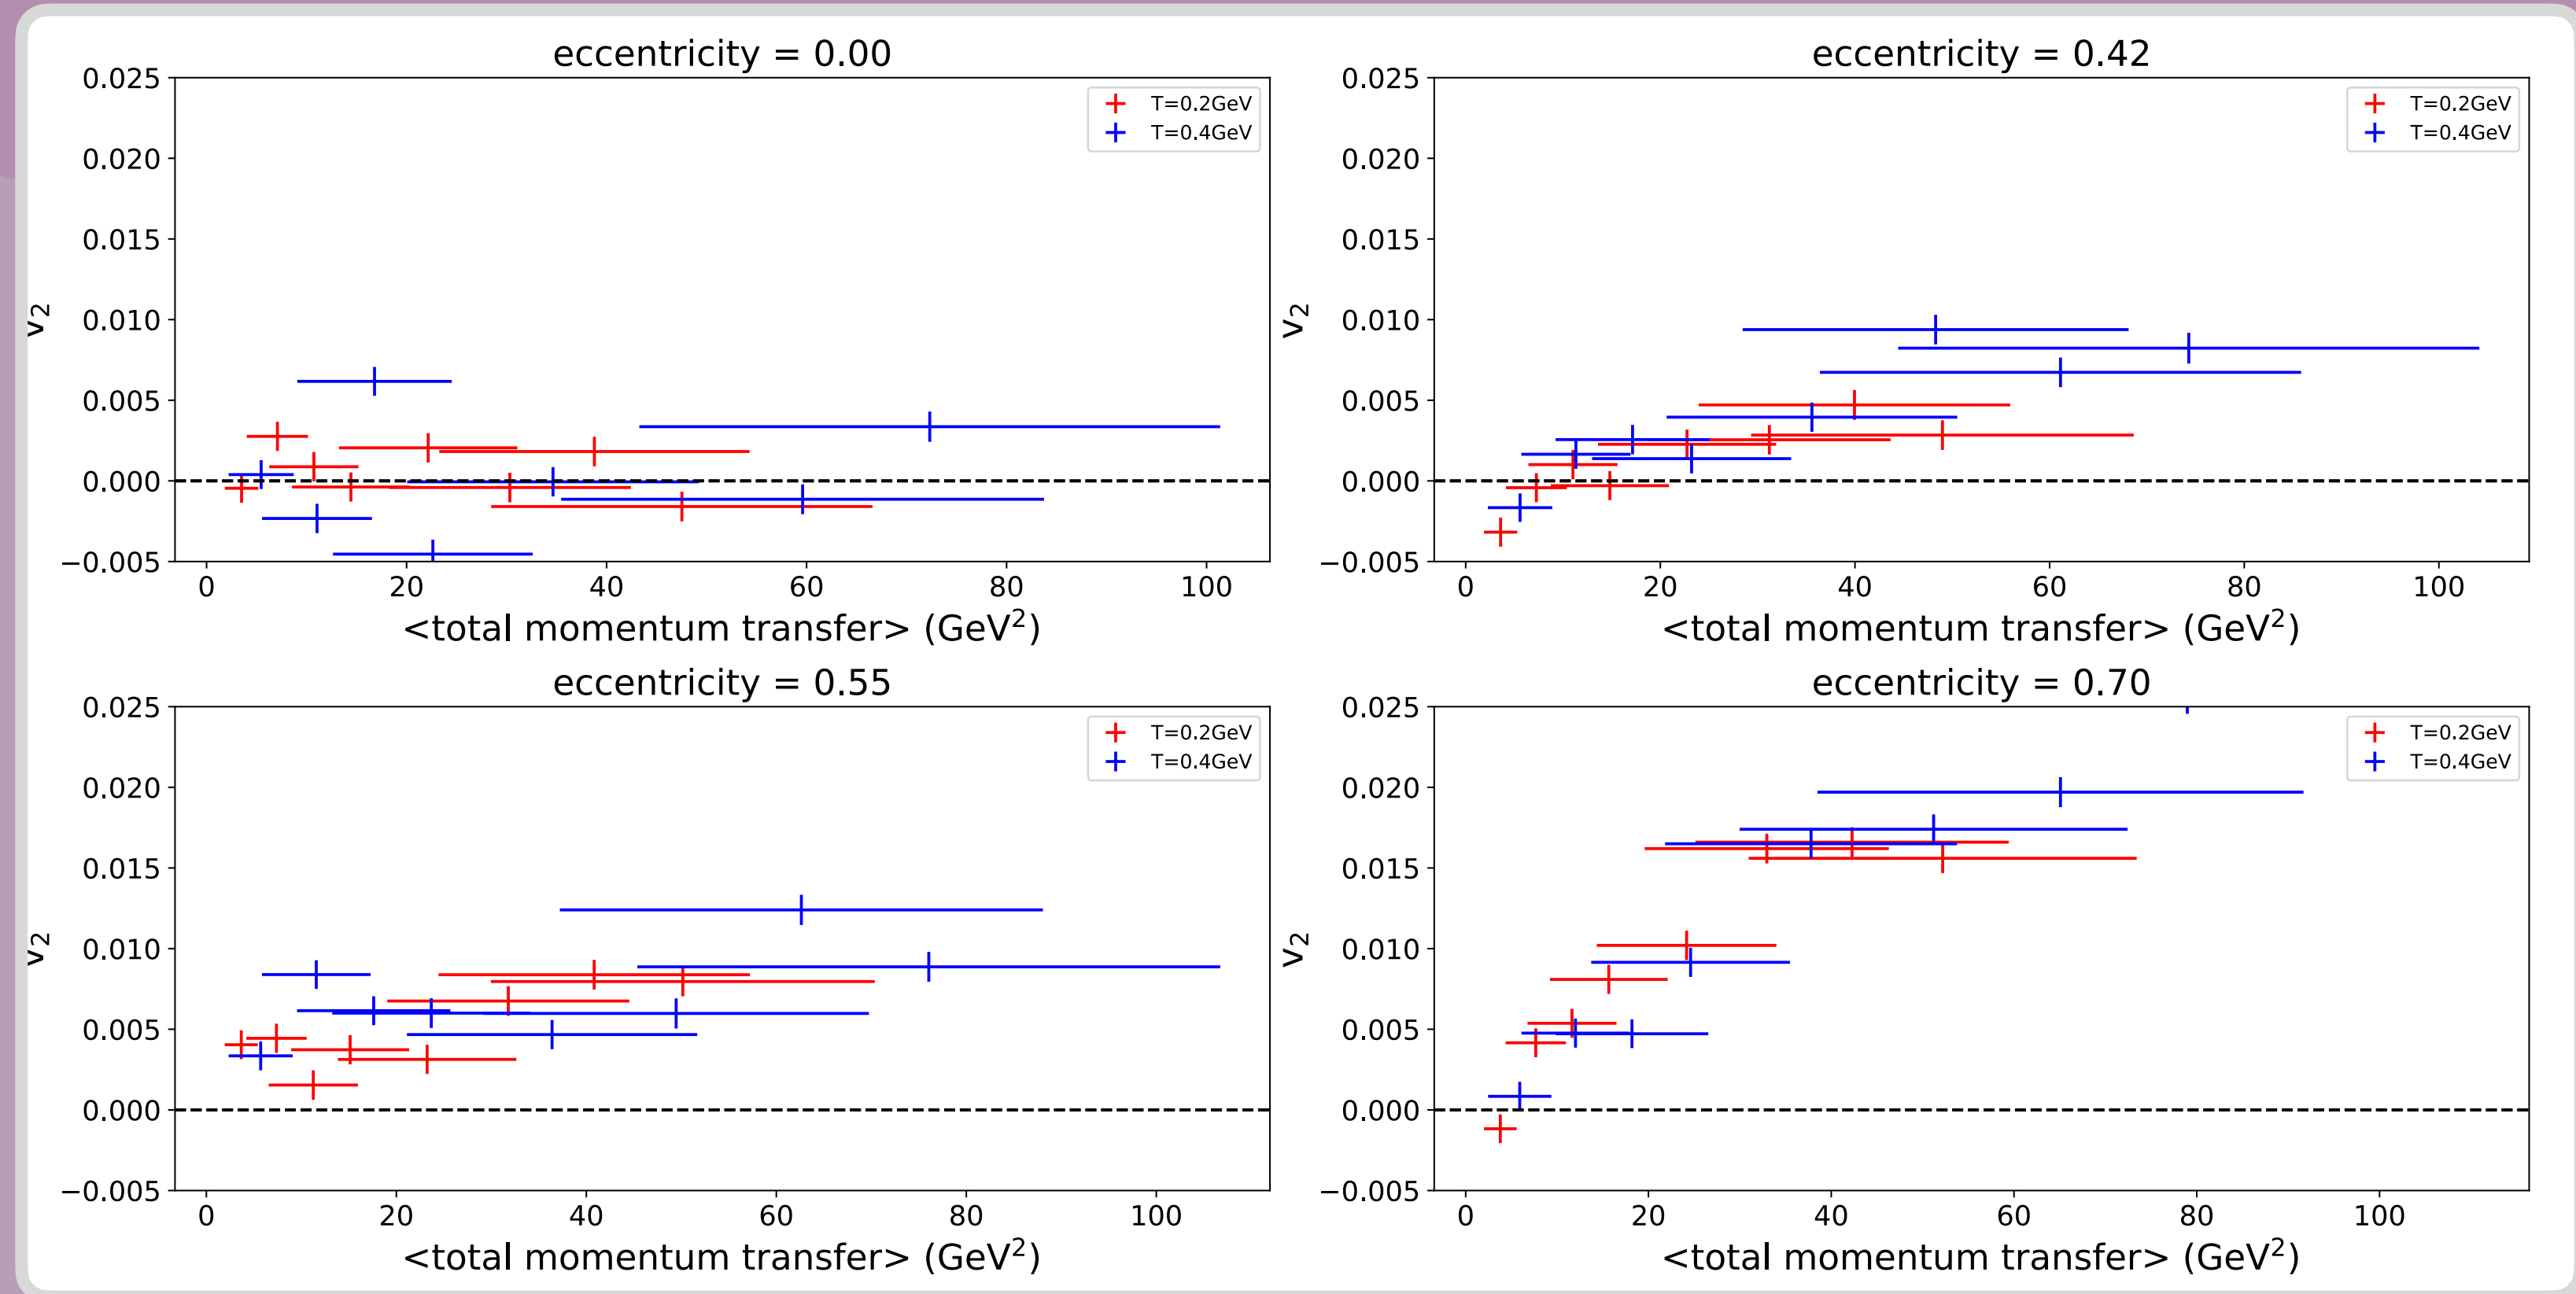 eccentricity = 0.00
0.025
0.020
0.015
0.010
0.005
0.000
−0.005
v2
T=0.2GeV
T=0.4GeV
0 20 40 60 80 100
<total momentum transfer> (GeV²)
eccentricity = 0.42
0.025
0.020
0.015
0.010
0.005
0.000
−0.005
v2
T=0.2GeV
T=0.4GeV
0 20 40 60 80 100
<total momentum transfer> (GeV²)
eccentricity = 0.55
0.025
0.020
0.015
0.010
0.005
0.000
−0.005
v2
T=0.2GeV
T=0.4GeV
0 20 40 60 80 100
<total momentum transfer> (GeV²)
eccentricity = 0.70
0.025
0.020
0.015
0.010
0.005
0.000
−0.005
v2
T=0.2GeV
T=0.4GeV
0 20 40 60 80 100
<total momentum transfer> (GeV²)